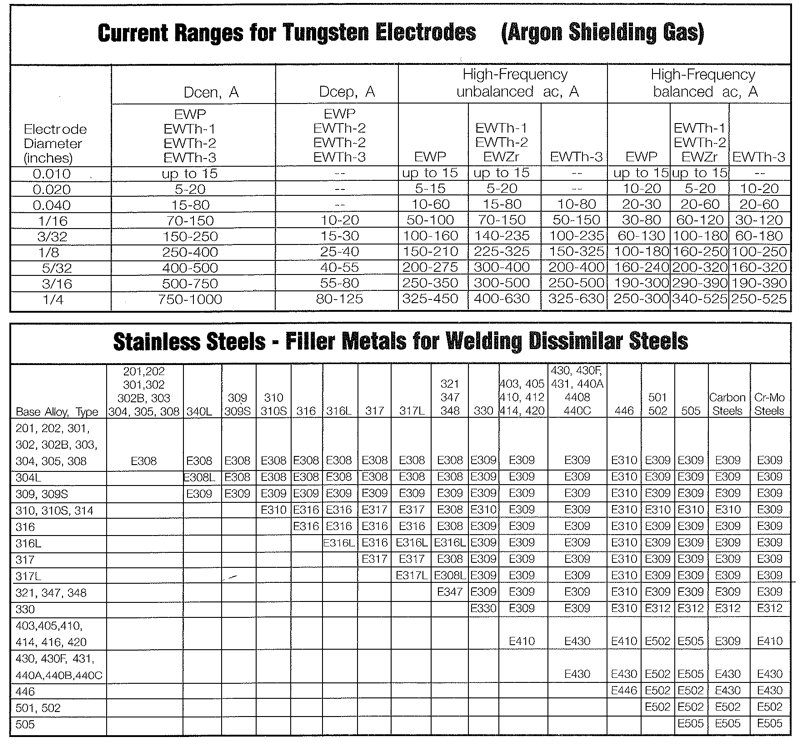 Current Ranges for Tungsten Electrodes (Argon Shielding Gas)
High-Frequency High-Frequency
Dcen, A Dcep, A unbalanced ac, A balanced ac, A
EWP EWP
Electrode EWTh-1 EWTh-2 EWTh-1 EWTh-1
Diameter EWTh-2 EWTh-2 EWTh-2 EWTh-2
(inches) EWTh-3 EWTh-3 EWP EWZr EWTh-3 EWP EWZr EWTh-3
0.010 up to 15 -- up to 15 up to 15 -- up to 15 up to 15 --
0.020 5-20 -- 5-15 5-20 -- 10-20 5-20 10-20
0.040 15-80 -- 10-60 15-80 10-80 20-30 20-60 20-60
1/16 70-150 10-20 50-100 70-150 50-150 30-80 60-120 30-120
3/32 150-250 15-30 100-160 140-235 100-235 60-130 100-180 60-180
1/8 250-400 25-40 150-210 225-325 150-325 100-180 160-250 100-250
5/32 400-500 40-55 200-275 300-400 200-400 160-240 200-320 160-320
3/16 500-750 55-80 250-350 300-500 250-500 190-300 290-390 190-390
1/4 750-1000 80-125 325-450 400-630 325-630 250-300 340-525 250-525
Stainless Steels - Filler Metals for Welding Dissimilar Steels
201,202 430, 430F,
301,302 321 403, 405 431, 440A
302B, 303 309 310 347 410, 412 4408 501 Carbon Cr-Mo
Base Alloy, Type 304, 305, 308 340L 309S 310S 316 316L 317 317L 348 330 414, 420 440C 446 502 505 Steels Steels
201, 202, 301,
302, 302B, 303,
304, 305, 308 E308 E308 E308 E308 E308 E308 E308 E308 E308 E309 E309 E309 E310 E309 E309 E309 E309
304L E308L E308 E308 E308 E308 E308 E308 E308 E309 E309 E309 E310 E309 E309 E309 E309
309, 309S E309 E309 E309 E309 E309 E309 E309 E309 E309 E309 E309 E310 E309 E309 E309 E309
310, 310S, 314 E310 E316 E316 E317 E317 E308 E310 E309 E309 E310 E310 E310 E310 E309
316 E316 E316 E316 E316 E308 E309 E309 E309 E310 E309 E309 E309 E309
316L E316L E316 E316L E316L E309 E309 E309 E310 E309 E309 E309 E309
317 E317 E317 E308 E309 E309 E309 E310 E309 E309 E309 E309
317L E317L E308L E309 E309 E309 E310 E309 E309 E309 E309
321, 347, 348 E347 E309 E309 E309 E310 E309 E309 E309 E309
330 E330 E309 E309 E310 E312 E312 E312 E312
403,405,410,
414, 416, 420 E410 E430 E410 E502 E505 E309 E410
430, 430F, 431,
440A,440B,440C E430 E430 E502 E505 E430 E430
446 E446 E502 E502 E430 E430
501, 502 E502 E502 E502 E502
505 E505 E505 E505